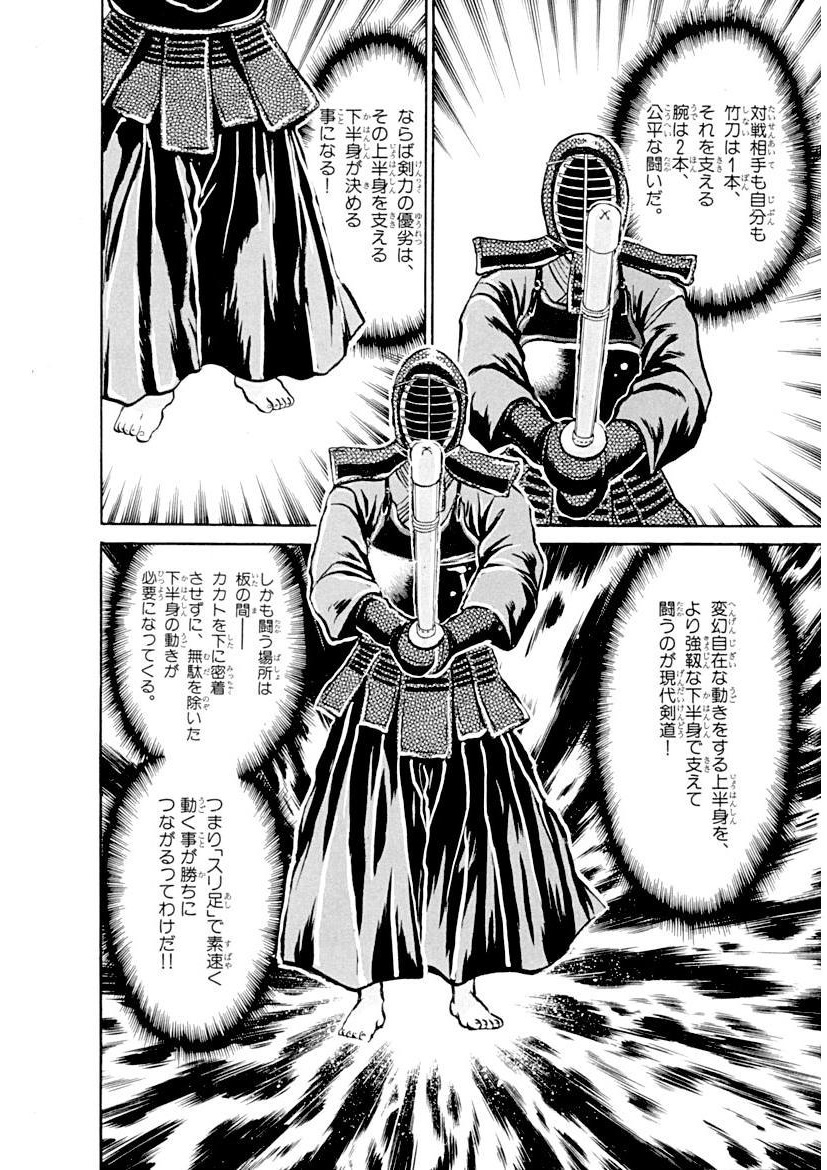 対戦相手も自分も
竹刀は1本、
それを支える
腕は2本、
公平な闘いだ。
ならば剣力の優劣は、
その上半身を支える
下半身が決める
事になる！
変幻自在な動きをする上半身を、
より強靱な下半身で支えて
闘うのが現代剣道！
しかも闘う場所は
板の間──
カカトを下に密着
させずに、無駄を除いた
下半身の動きが
必要になってくる。
つまり「スリ足」で素速く
動く事が勝ちに
つながるってわけだ!!